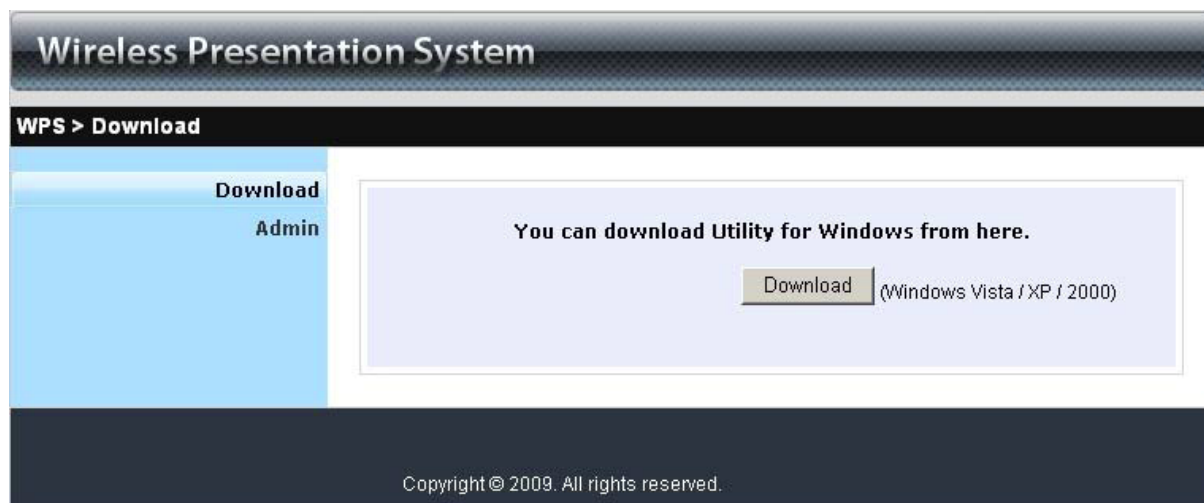 Wireless Presentation System
WPS > Download
Download
Admin
You can download Utility for Windows from here.
Download (Windows Vista / XP / 2000)
Copyright © 2009. All rights reserved.